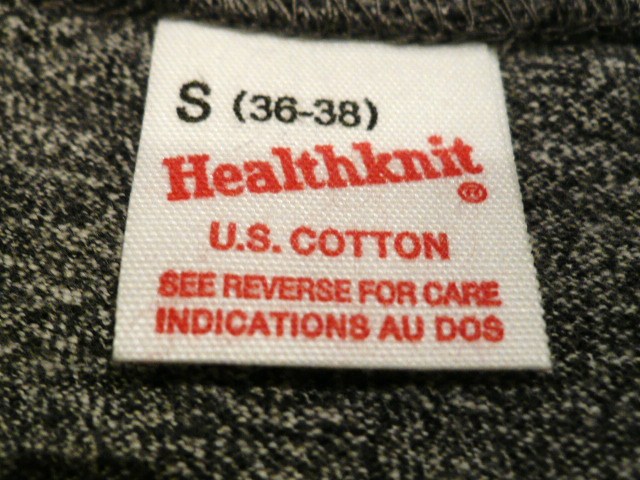 S (36-38)
Healthknit®
U.S. COTTON
SEE REVERSE FOR CARE
INDICATIONS AU DOS